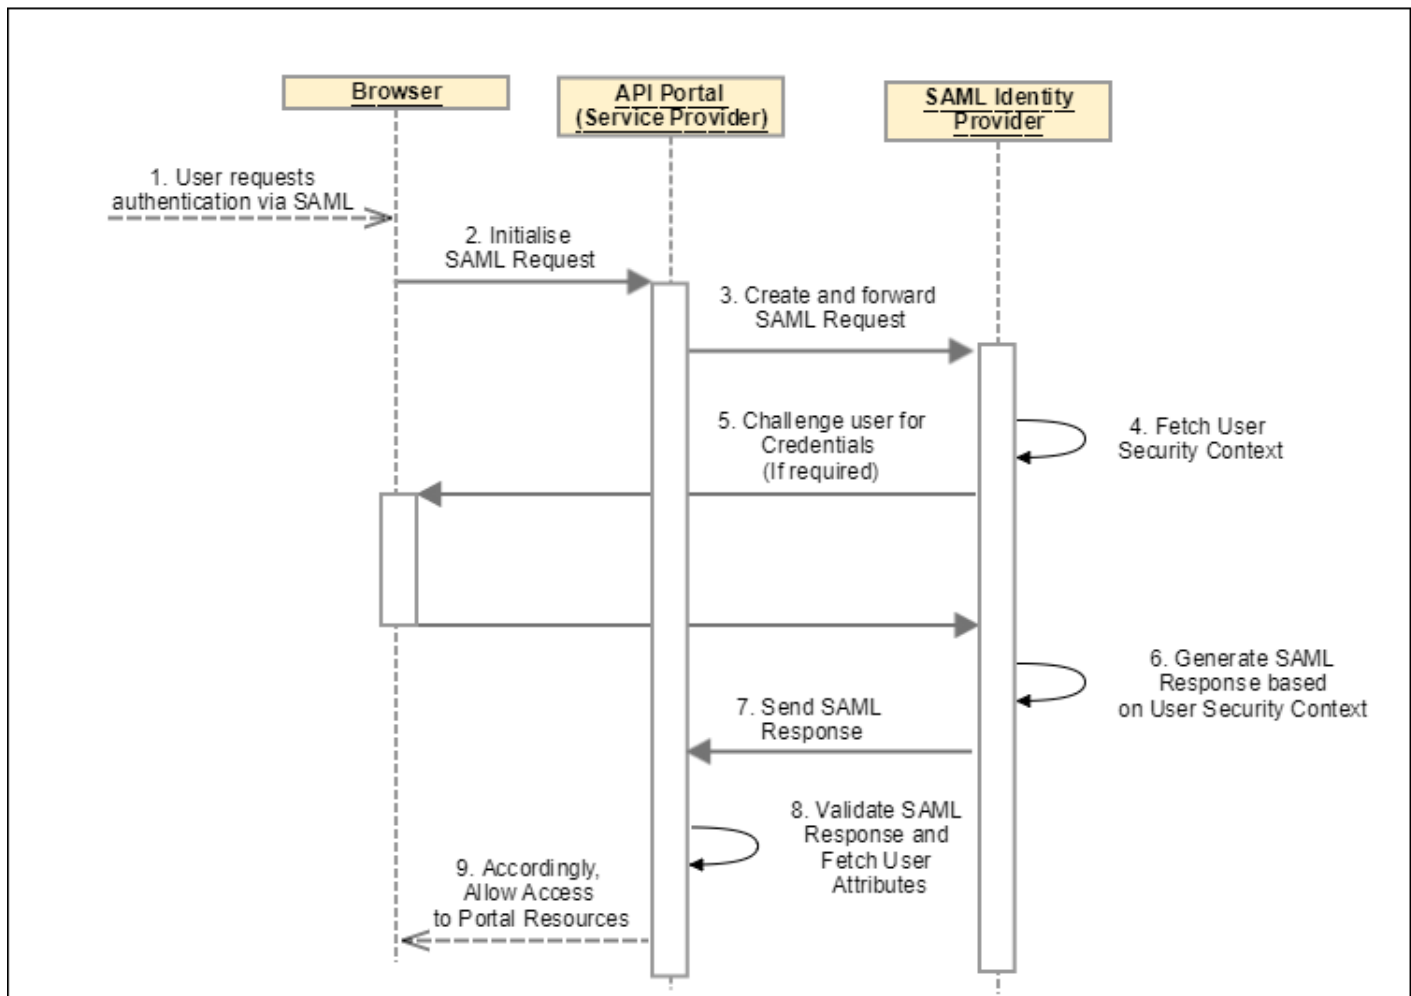 Browser
API Portal
(Service Provider)
SAML Identity
Provider
1. User requests
authentication via SAML
2. Initialise
SAML Request
3. Create and forward
SAML Request
4. Fetch User
Security Context
5. Challenge user for
Credentials
(If required)
6. Generate SAML
Response based
on User Security Context
7. Send SAML
Response
8. Validate SAML
Response and
Fetch User
Attributes
9. Accordingly,
Allow Access
to Portal Resources